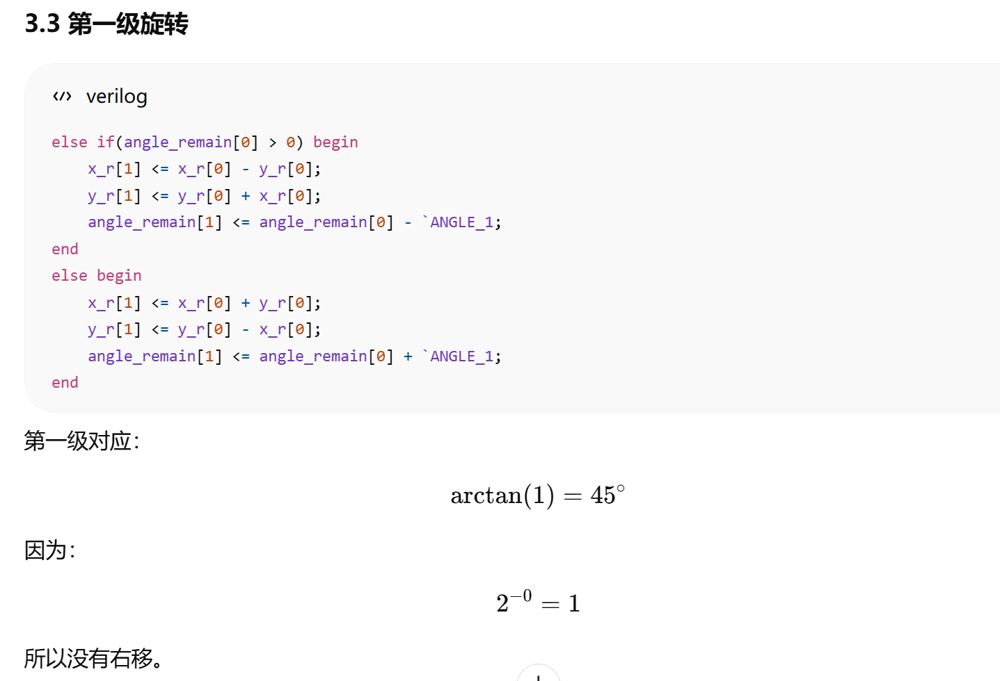 3.3 第一级旋转
</> verilog
else if(angle_remain[0] > 0) begin
    x_r[1] <= x_r[0] - y_r[0];
    y_r[1] <= y_r[0] + x_r[0];
    angle_remain[1] <= angle_remain[0] - `ANGLE_1;
end
else begin
    x_r[1] <= x_r[0] + y_r[0];
    y_r[1] <= y_r[0] - x_r[0];
    angle_remain[1] <= angle_remain[0] + `ANGLE_1;
end
第一级对应：
arctan(1) = 45°
因为：
2⁻⁰ = 1
所以没有右移。